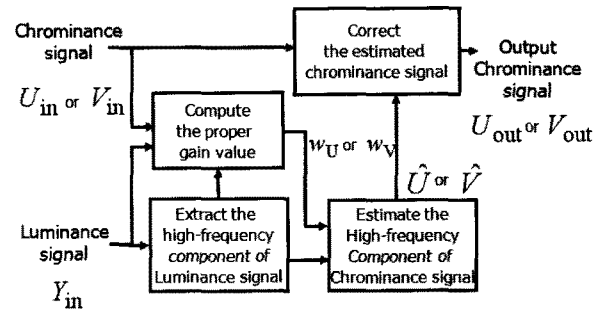 Chrominance
signal
U_in or V_in
Correct
the estimated
chrominance signal
Output
Chrominance
signal
U_out or V_out
Compute
the proper
gain value
w_U or w_V
Û or V̂
Luminance
signal
Y_in
Extract the
high-frequency
component of
Luminance signal
Estimate the
High-frequency
Component of
Chrominance signal